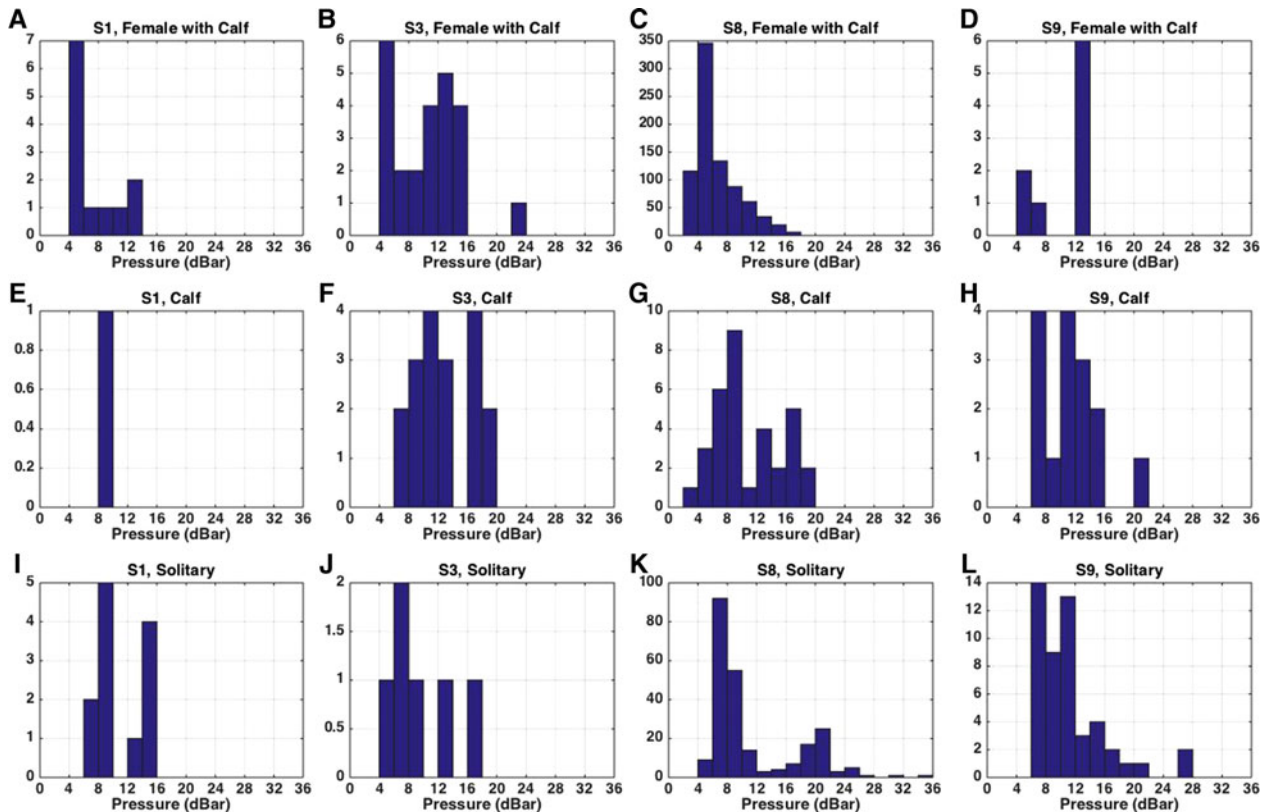 A
S1, Female with Calf
7
6
5
4
3
2
1
0
0 4 8 12 16 20 24 28 32 36
Pressure (dBar)
B
S3, Female with Calf
6
5
4
3
2
1
0
0 4 8 12 16 20 24 28 32 36
Pressure (dBar)
C
S8, Female with Calf
350
300
250
200
150
100
50
0
0 4 8 12 16 20 24 28 32 36
Pressure (dBar)
D
S9, Female with Calf
6
5
4
3
2
1
0
0 4 8 12 16 20 24 28 32 36
Pressure (dBar)
E
S1, Calf
1
0.8
0.6
0.4
0.2
0
0 4 8 12 16 20 24 28 32 36
Pressure (dBar)
F
S3, Calf
4
3
2
1
0
0 4 8 12 16 20 24 28 32 36
Pressure (dBar)
G
S8, Calf
10
8
6
4
2
0
0 4 8 12 16 20 24 28 32 36
Pressure (dBar)
H
S9, Calf
4
3
2
1
0
0 4 8 12 16 20 24 28 32 36
Pressure (dBar)
I
S1, Solitary
5
4
3
2
1
0
0 4 8 12 16 20 24 28 32 36
Pressure (dBar)
J
S3, Solitary
2
1.5
1
0.5
0
0 4 8 12 16 20 24 28 32 36
Pressure (dBar)
K
S8, Solitary
100
80
60
40
20
0
0 4 8 12 16 20 24 28 32 36
Pressure (dBar)
L
S9, Solitary
14
12
10
8
6
4
2
0
0 4 8 12 16 20 24 28 32 36
Pressure (dBar)